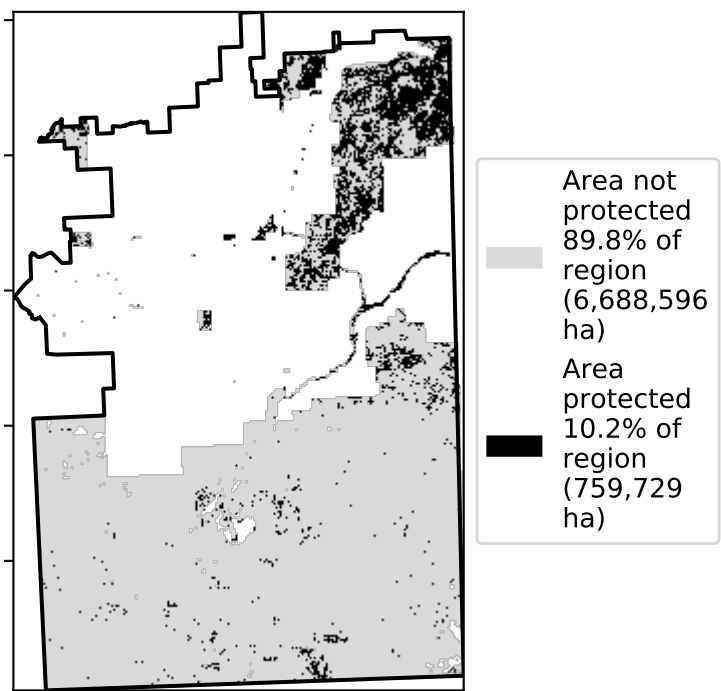 Area not
protected
89.8% of
region
(6,688,596
ha)
Area
protected
10.2% of
region
(759,729
ha)